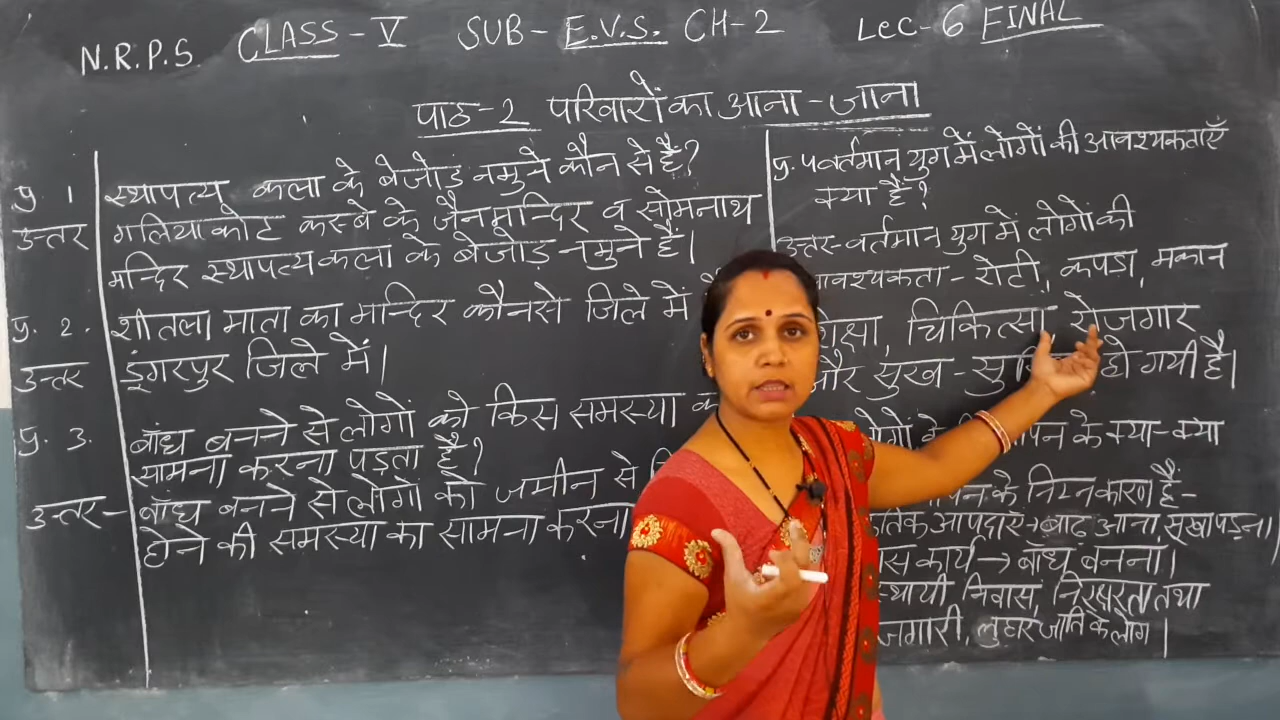 N.R.P.S. CLASS-V SUB-E.V.S. CH-2 Lec-6 FINAL
पाठ-2 परिवारों का आना-जाना
प्र. 1 स्थापत्य कला के बेजोड़ नमुने कौन से हैं?
उत्तर गलियाकोट कस्बे के जैन मन्दिर व सोमनाथ
मन्दिर स्थापत्य कला के बेजोड़ नमुने हैं।
प्र. 2. शीतला माता का मन्दिर कौनसे जिले में
उत्तर डूंगरपुर जिले में।
प्र. 3. बाँध बनने से लोगों को किस समस्या
सामना करना पड़ता है?
उत्तर- बाँध बनने से लोगों को जमीन से
होने की समस्या का सामना करना
प्र. 4 वर्तमान युग में लोगों की आवश्यकताएँ
क्या हैं?
उत्तर-वर्तमान युग में लोगों की
आवश्यकता - रोटी, कपड़ा, मकान
शिक्षा, चिकित्सा, रोजगार
और सुख- हो गयी है।
लोगों के के क्या-क्या
के निम्न कारण हैं-
आपदाएँ→ बाढ़ आना, सूखा पड़ना।
कार्य → बाँध बनना।
निवास, निरक्षरता तथा
लुहार जाति के लोग।